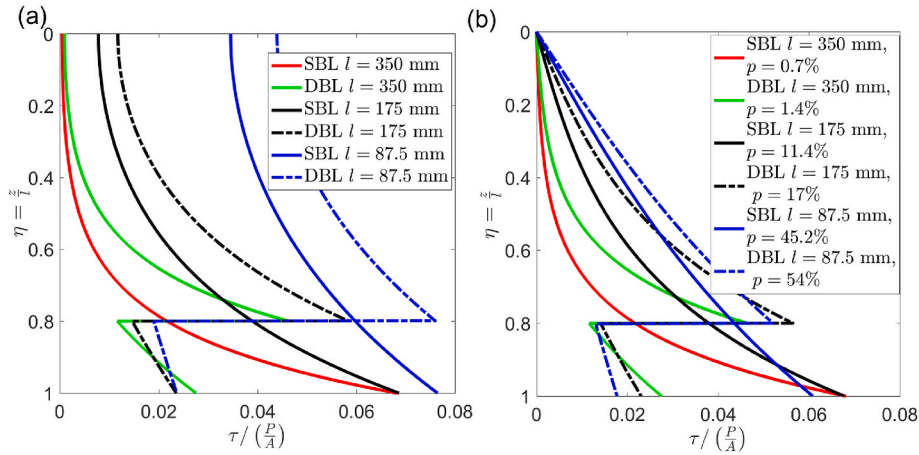 (a)
0
0.2
0.4
0.6
0.8
1
η = z/l
0 0.02 0.04 0.06 0.08
τ/(P/A)
SBL l = 350 mm
DBL l = 350 mm
SBL l = 175 mm
DBL l = 175 mm
SBL l = 87.5 mm
DBL l = 87.5 mm
(b)
0
0.2
0.4
0.6
0.8
1
η = z/l
0 0.02 0.04 0.06 0.08
τ/(P/A)
SBL l = 350 mm,
p = 0.7%
DBL l = 350 mm,
p = 1.4%
SBL l = 175 mm,
p = 11.4%
DBL l = 175 mm,
p = 17%
SBL l = 87.5 mm,
p = 45.2%
DBL l = 87.5 mm,
p = 54%